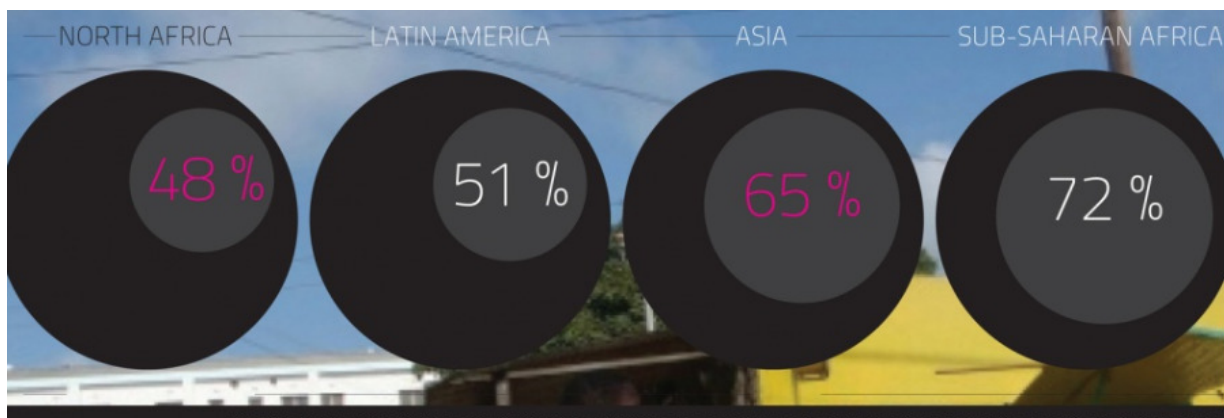 NORTH AFRICA LATIN AMERICA ASIA SUB-SAHARAN AFRICA
48 % 51 % 65 % 72 %